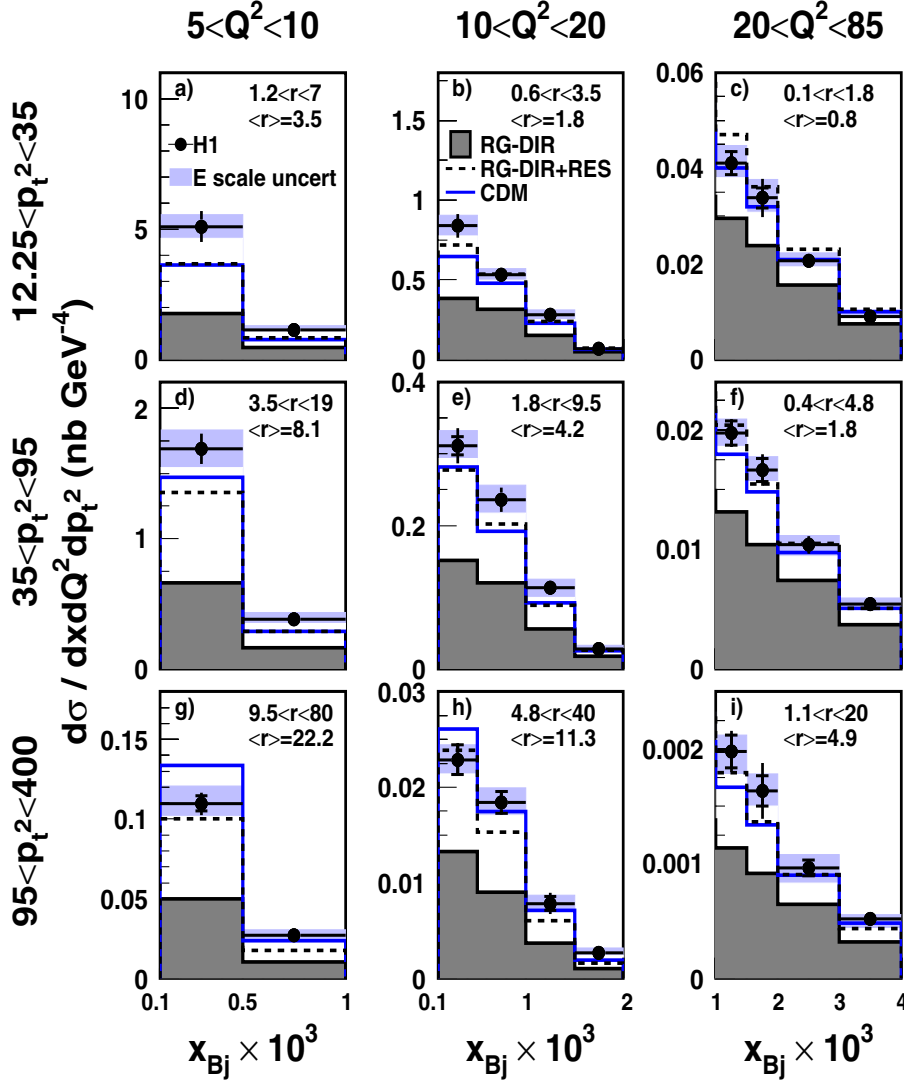 5<Q²<10
10<Q²<20
20<Q²<85
12.25<pₜ²<35
35<pₜ²<95
95<pₜ²<400
dσ / dxdQ²dpₜ² (nb GeV⁻⁴)
a) 1.2<r<7
<r>=3.5
H1
E scale uncert
10
5
0
b) 0.6<r<3.5
<r>=1.8
RG-DIR
RG-DIR+RES
CDM
1.5
1
0.5
0
c) 0.1<r<1.8
<r>=0.8
0.06
0.04
0.02
0
d) 3.5<r<19
<r>=8.1
2
1
0
e) 1.8<r<9.5
<r>=4.2
0.4
0.2
0
f) 0.4<r<4.8
<r>=1.8
0.02
0.01
0
g) 9.5<r<80
<r>=22.2
0.15
0.1
0.05
0
h) 4.8<r<40
<r>=11.3
0.03
0.02
0.01
0
i) 1.1<r<20
<r>=4.9
0.002
0.001
0
0.1 0.5 1
0.1 1 2
1 2 3 4
x_Bj × 10³
x_Bj × 10³
x_Bj × 10³